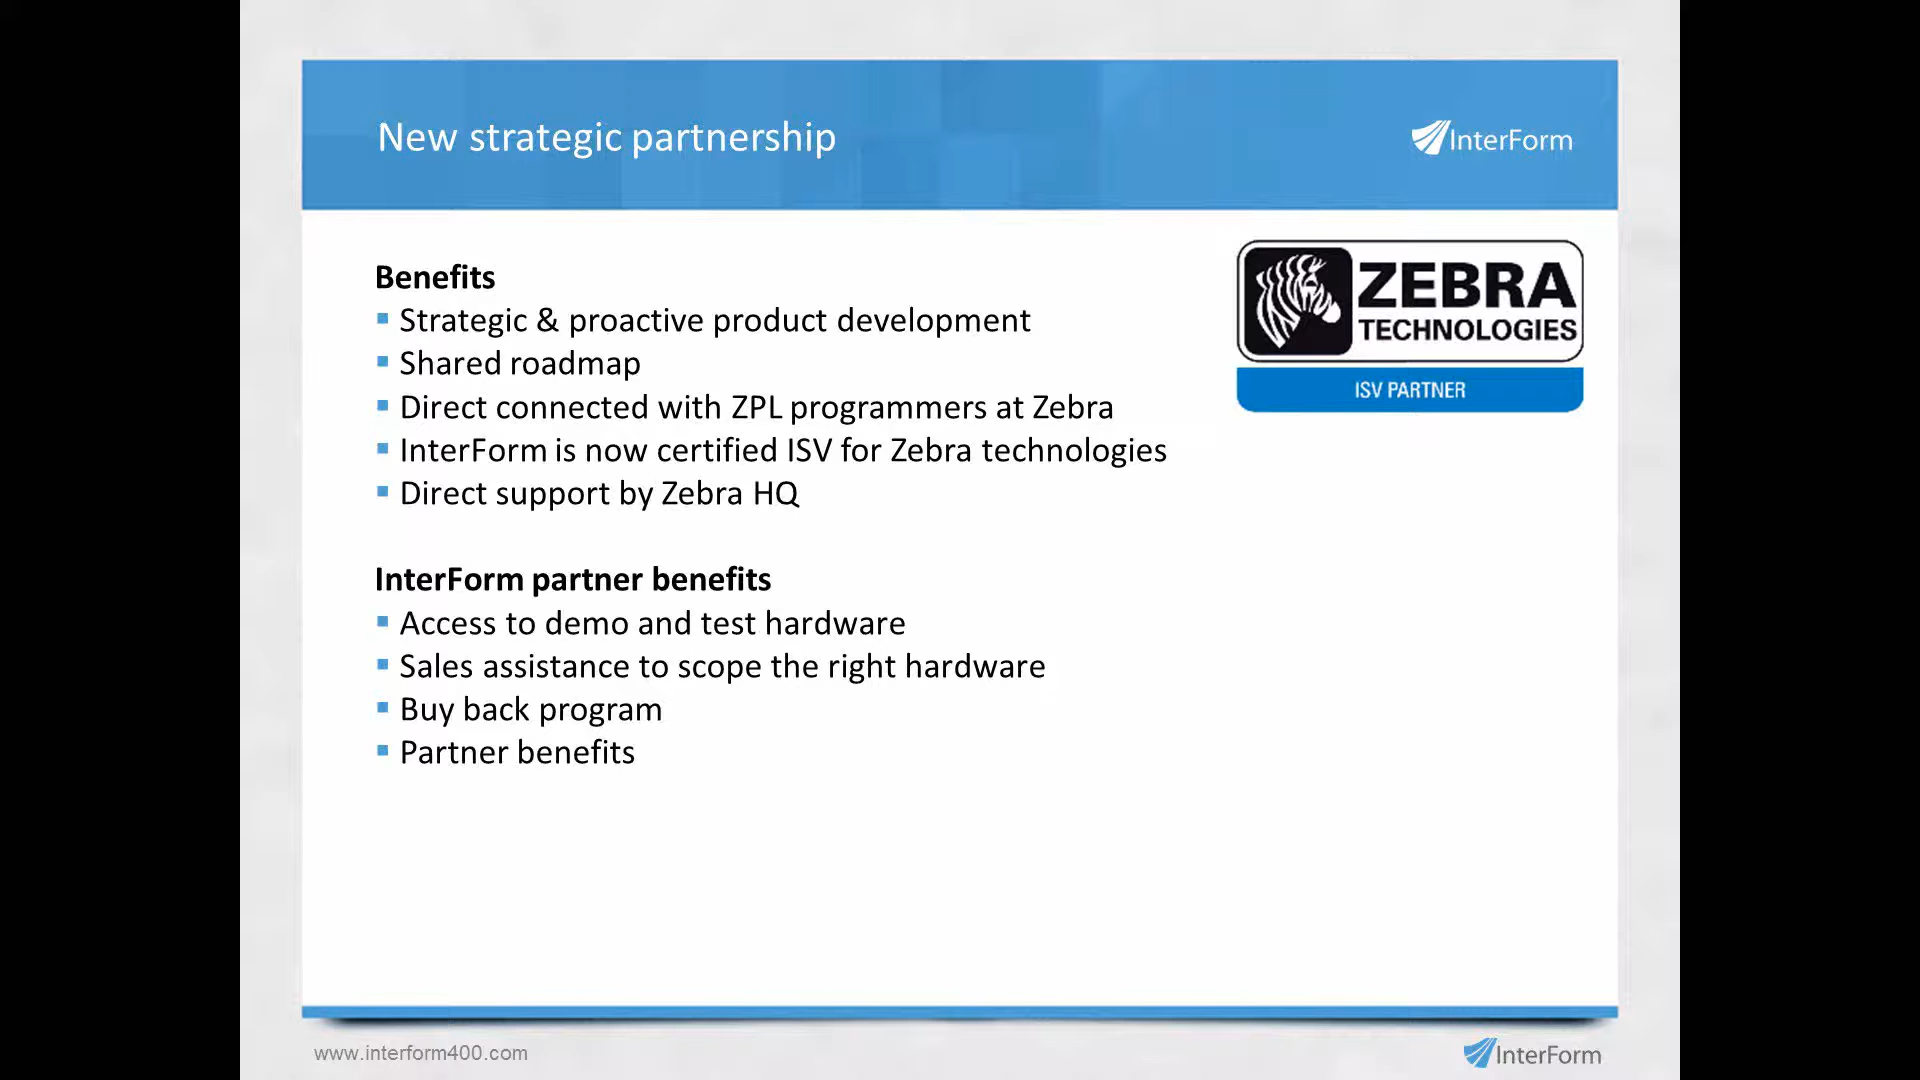 New strategic partnership
InterForm
Benefits
Strategic & proactive product development
Shared roadmap
Direct connected with ZPL programmers at Zebra
InterForm is now certified ISV for Zebra technologies
Direct support by Zebra HQ
ZEBRA
TECHNOLOGIES
ISV PARTNER
InterForm partner benefits
Access to demo and test hardware
Sales assistance to scope the right hardware
Buy back program
Partner benefits
www.interform400.com
InterForm